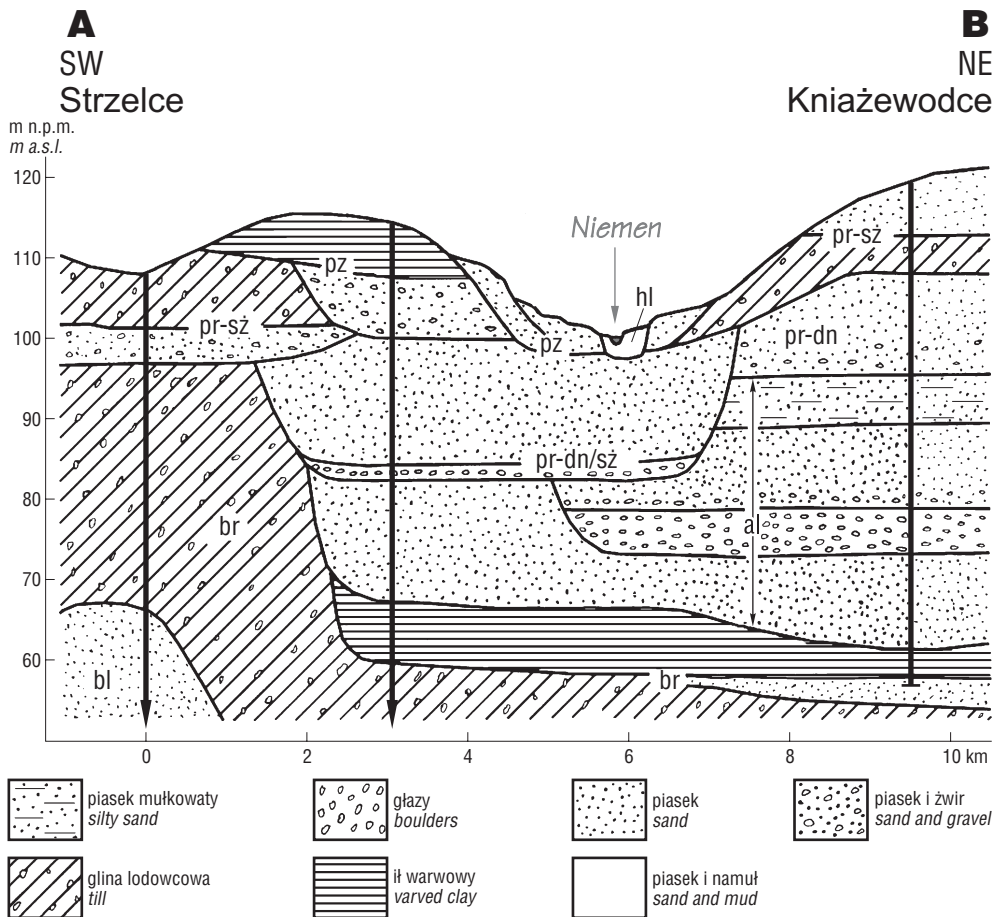 A
B
SW
NE
Strzelce
Kniażewodce
m n.p.m.
m a.s.l.
120
110
100
90
80
70
60
Niemen
pz
pr-sż
hl
pr-sż
pz
pr-dn
pr-dn/sż
br
al
bl
br
0
2
4
6
8
10 km
piasek mułkowaty
silty sand
głazy
boulders
piasek
sand
piasek i żwir
sand and gravel
glina lodowcowa
till
ił warwowy
varved clay
piasek i namuł
sand and mud